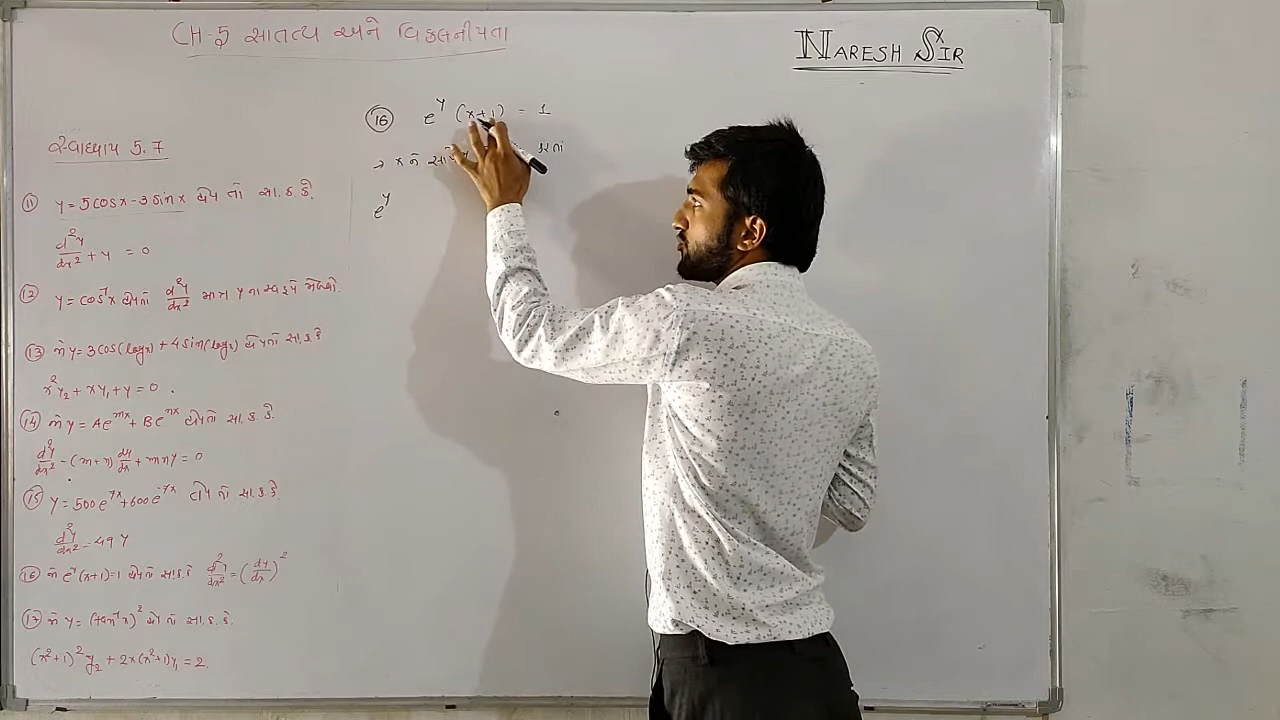 CH-5 સાતત્ય અને વિકલનીયતા
NARESH SIR
સ્વાધ્યાય 5.7
(11) y = 5cosx - 3sinx હોય તો સા.ક.કે.
d²y/dx² + y = 0
(12) y = cos⁻¹x હોય તો d²y/dx² માત્ર y ના સ્વરૂપે મેળવો.
(13) જો y = 3cos(logx) + 4sin(logx) હોય તો સા.ક.કે
x²y₂ + xy₁ + y = 0.
(14) જો y = Ae^mx + Be^nx હોય તો સા.ક.કે.
d²y/dx² - (m+n) dy/dx + mny = 0
(15) y = 500e^7x + 600e^-7x હોય તો સા.ક.કે.
d²y/dx² = 49y
(16) જો e^y(x+1)=1 હોય તો સા.ક.કે d²y/dx² = (dy/dx)²
(17) જો y = (tan⁻¹x)² હોય તો સા.ક.કે.
(x²+1)²y₂ + 2x(x²+1)y₁ = 2.
(16) e^y (x+1) = 1
→ x ને
e^y